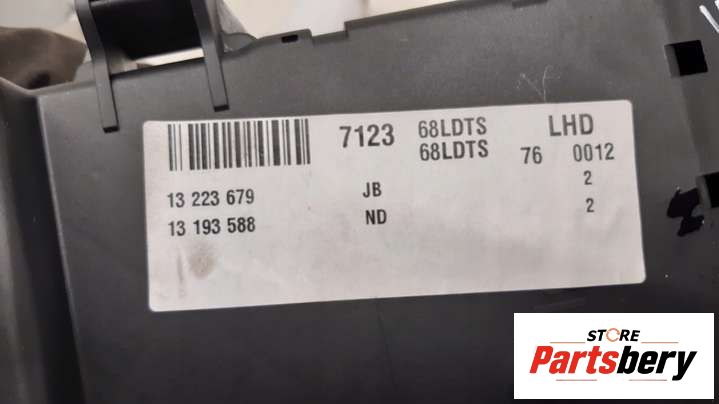 7123 68LDTS LHD
68LDTS 76 0012
13 223 679 JB 2
13 193 588 ND 2
STORE
Partsbery